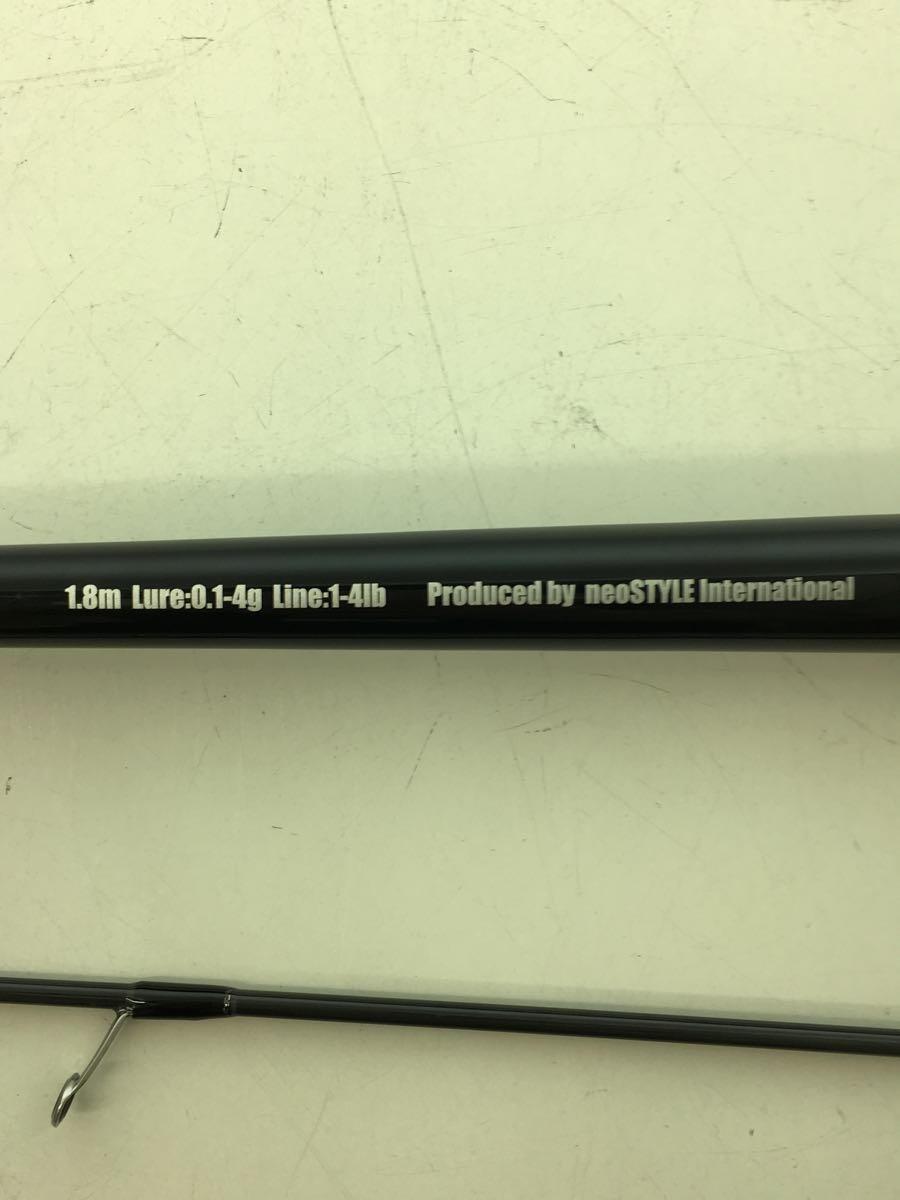 1.8m Lure:0.1-4g Line:1-4lb Produced by neoSTYLE International